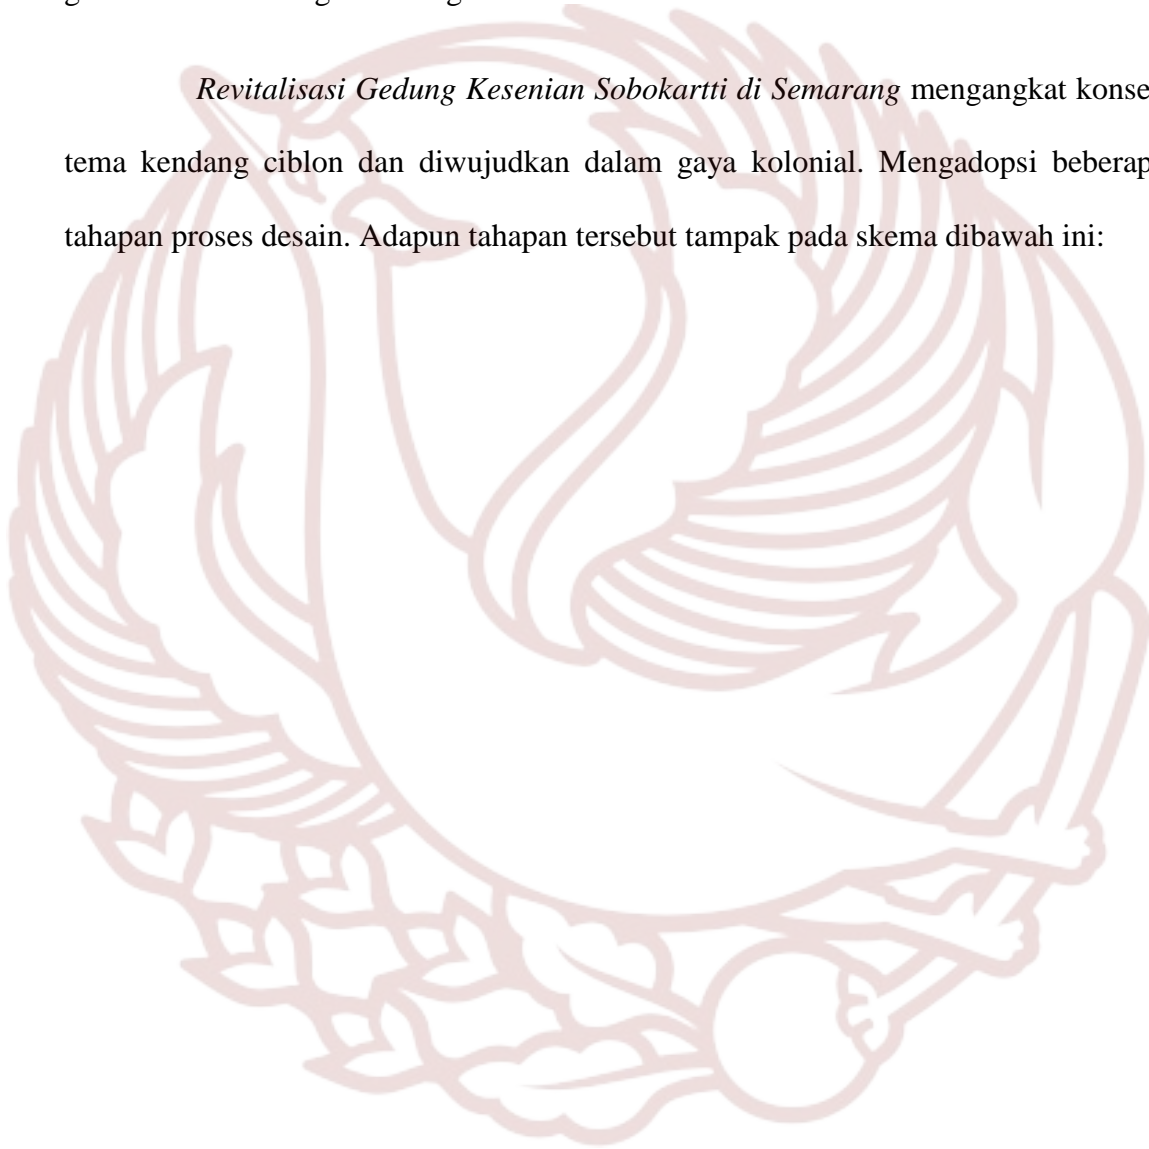 Revitalisasi Gedung Kesenian Sobokartti di Semarang mengangkat konse
tema kendang ciblon dan diwujudkan dalam gaya kolonial. Mengadopsi beberap
tahapan proses desain. Adapun tahapan tersebut tampak pada skema dibawah ini: